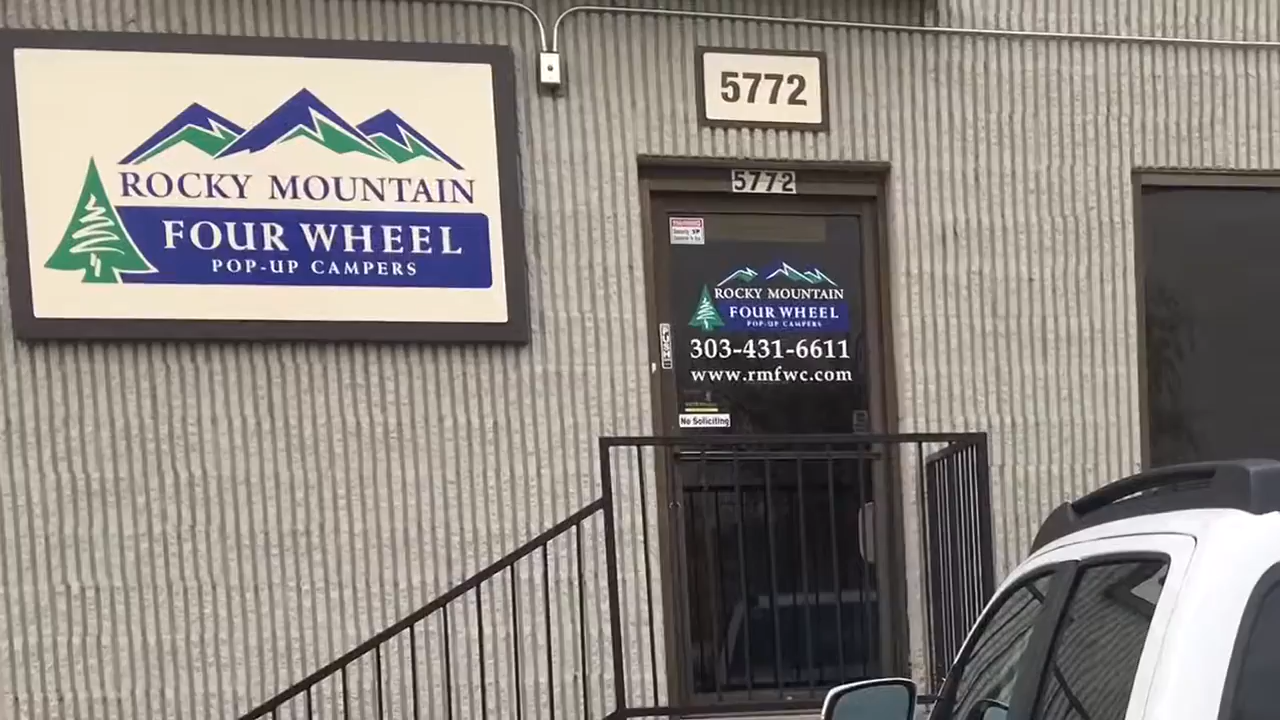 ROCKY MOUNTAIN
FOUR WHEEL
POP-UP CAMPERS
5772
5772
ROCKY MOUNTAIN
FOUR WHEEL
POP-UP CAMPERS
PUSH
303-431-6611
www.rmfwc.com
No Soliciting